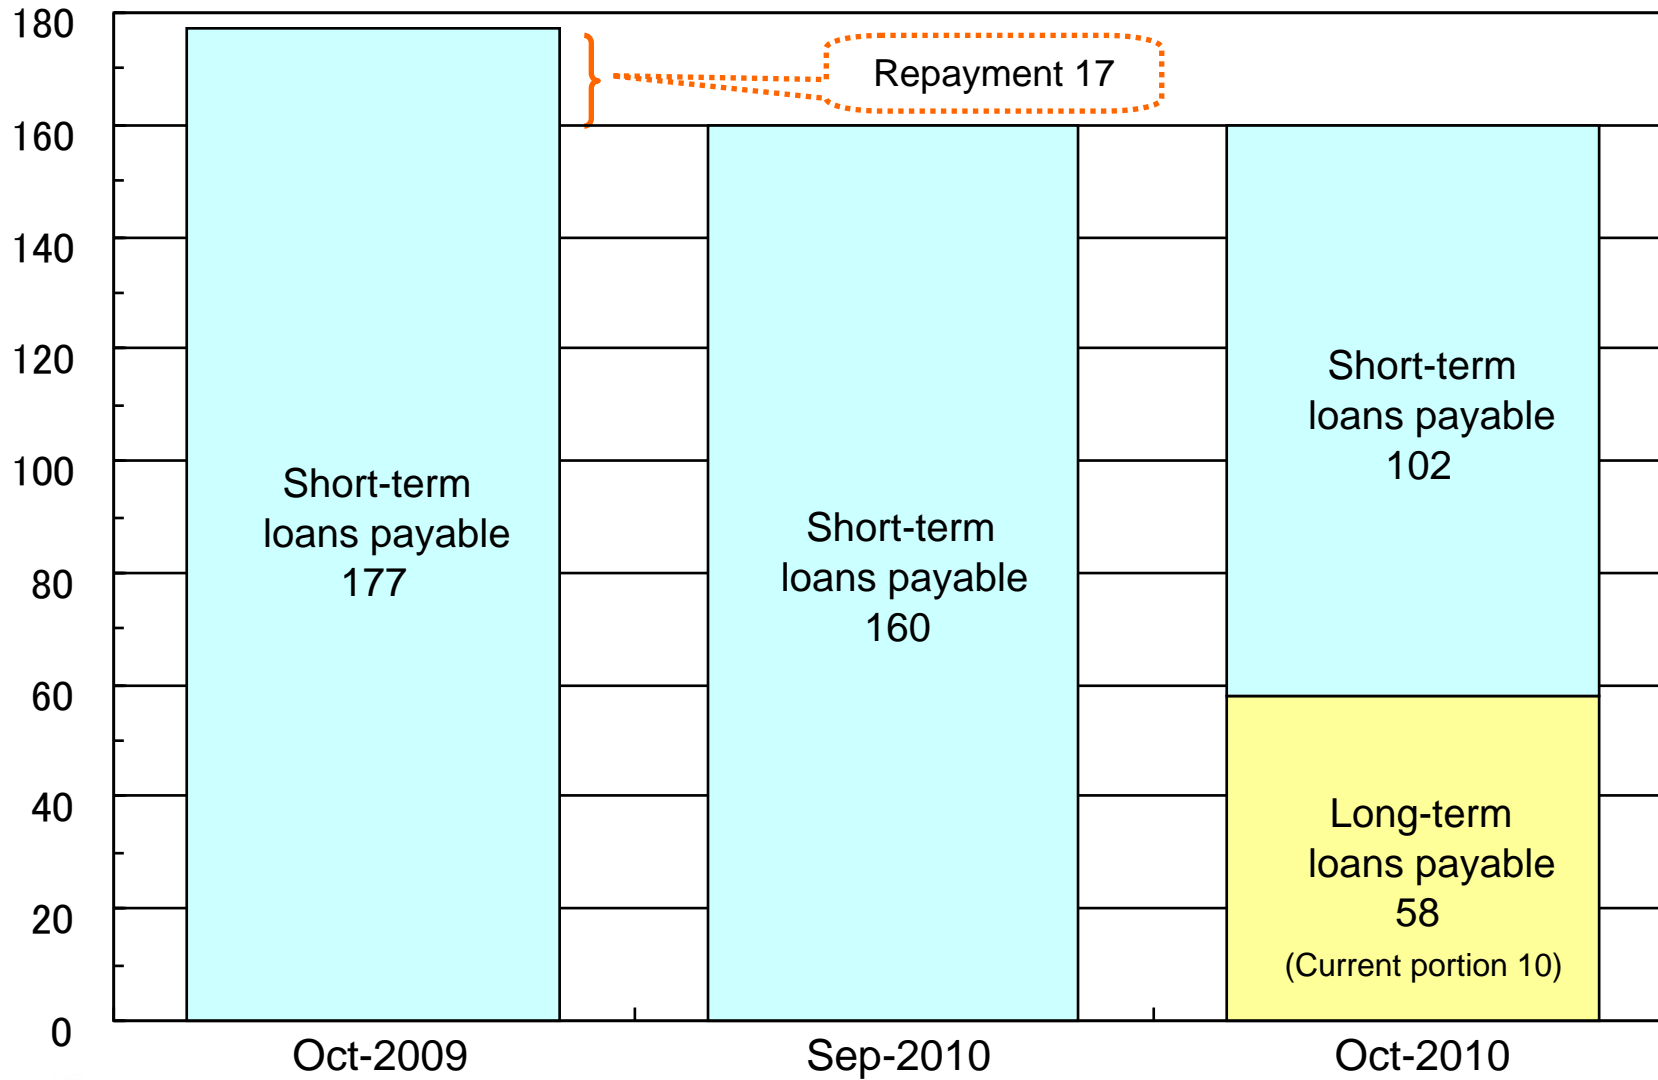 180
160
140
120
100
80
60
40
20
0
Repayment 17
Short-term
loans payable
177
Short-term
loans payable
160
Short-term
loans payable
102
Long-term
loans payable
58
(Current portion 10)
Oct-2009
Sep-2010
Oct-2010